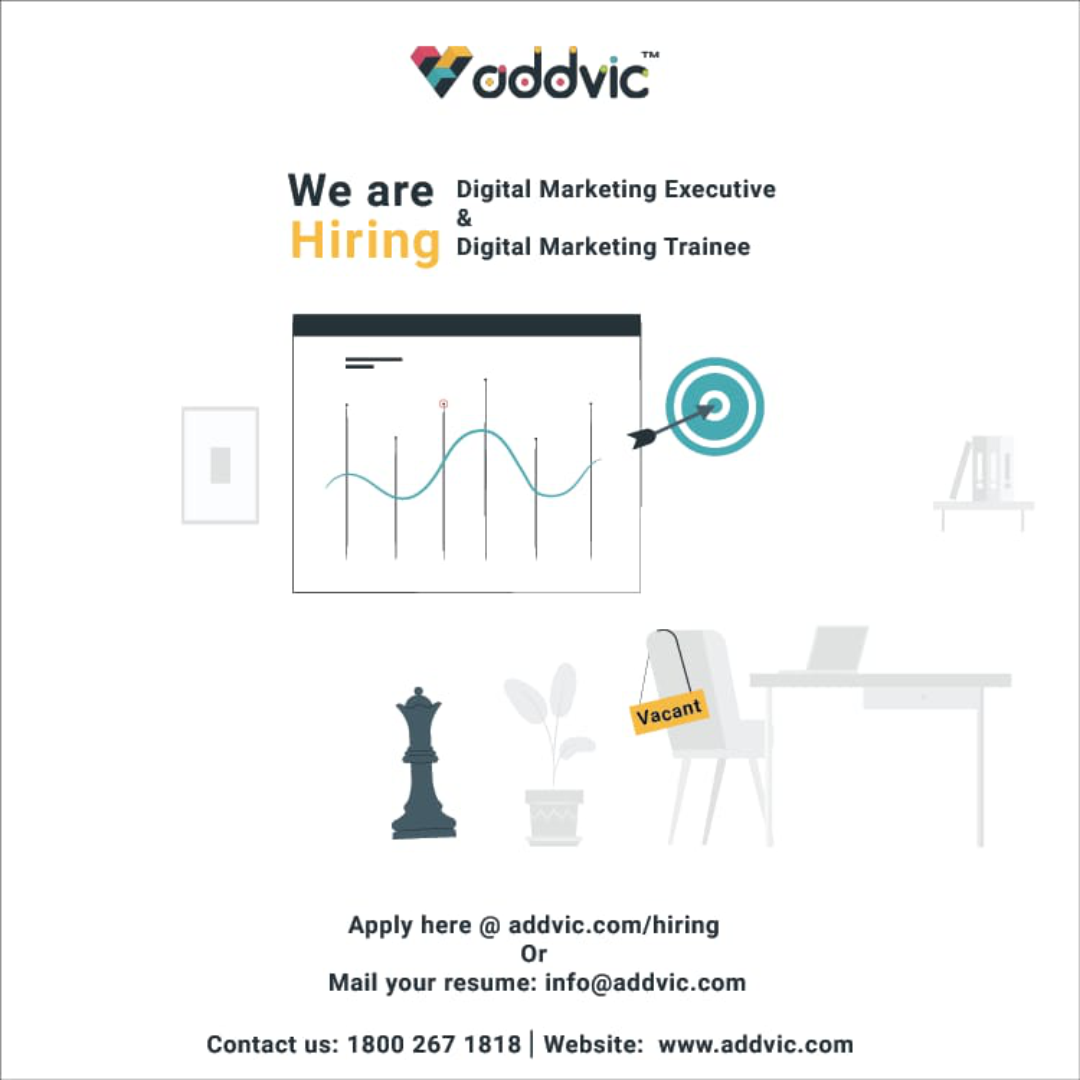 addvic™
We are
Hiring
Digital Marketing Executive
&
Digital Marketing Trainee
Vacant
Apply here @ addvic.com/hiring
Or
Mail your resume: info@addvic.com
Contact us: 1800 267 1818 | Website: www.addvic.com